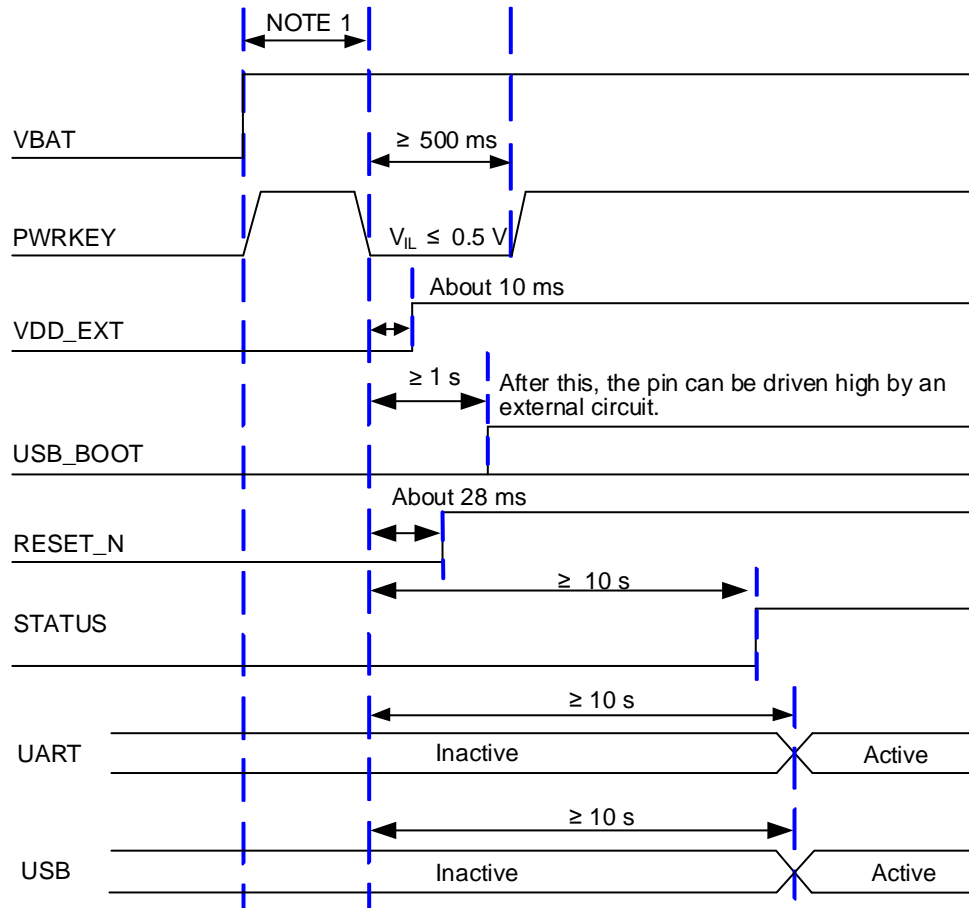 NOTE 1
VBAT
≥ 500 ms
PWRKEY
VIL ≤ 0.5 V
About 10 ms
VDD_EXT
≥ 1 s
After this, the pin can be driven high by an
external circuit.
USB_BOOT
About 28 ms
RESET_N
≥ 10 s
STATUS
≥ 10 s
UART
Inactive
Active
≥ 10 s
USB
Inactive
Active